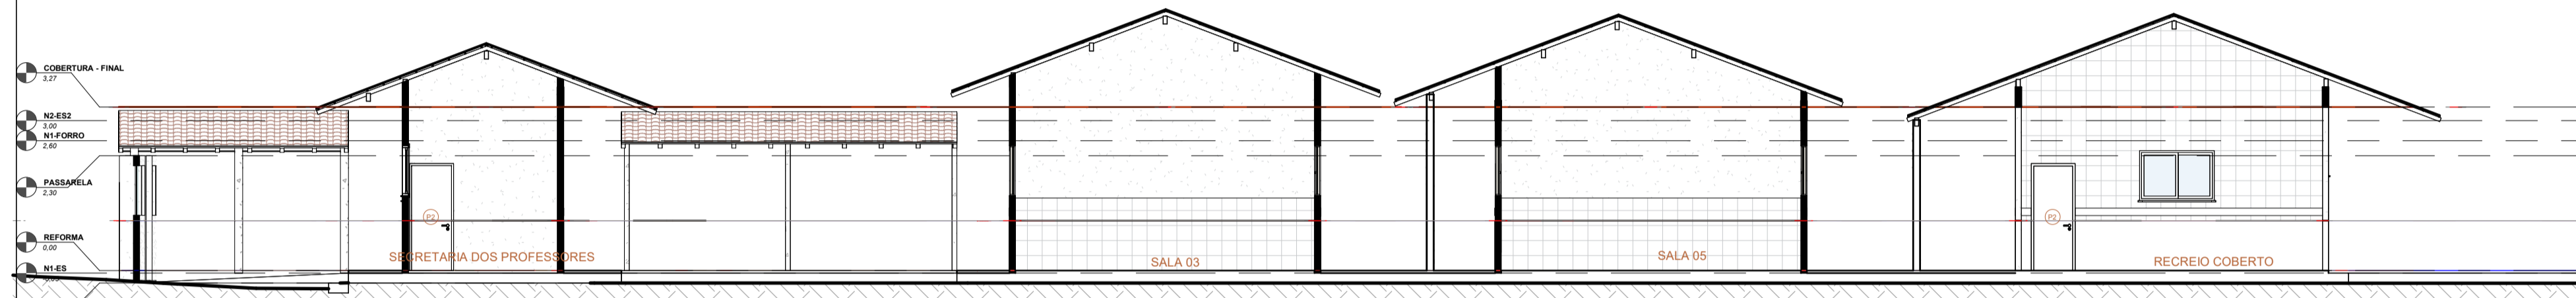 COBERTURA - FINAL
3,27
N2-ES2
3,00
N1-FORRO
2,60
PASSARELA
2,30
REFORMA
0,00
N1-ES
P2
SECRETARIA DOS PROFESSORES
SALA 03
SALA 05
P2
RECREIO COBERTO